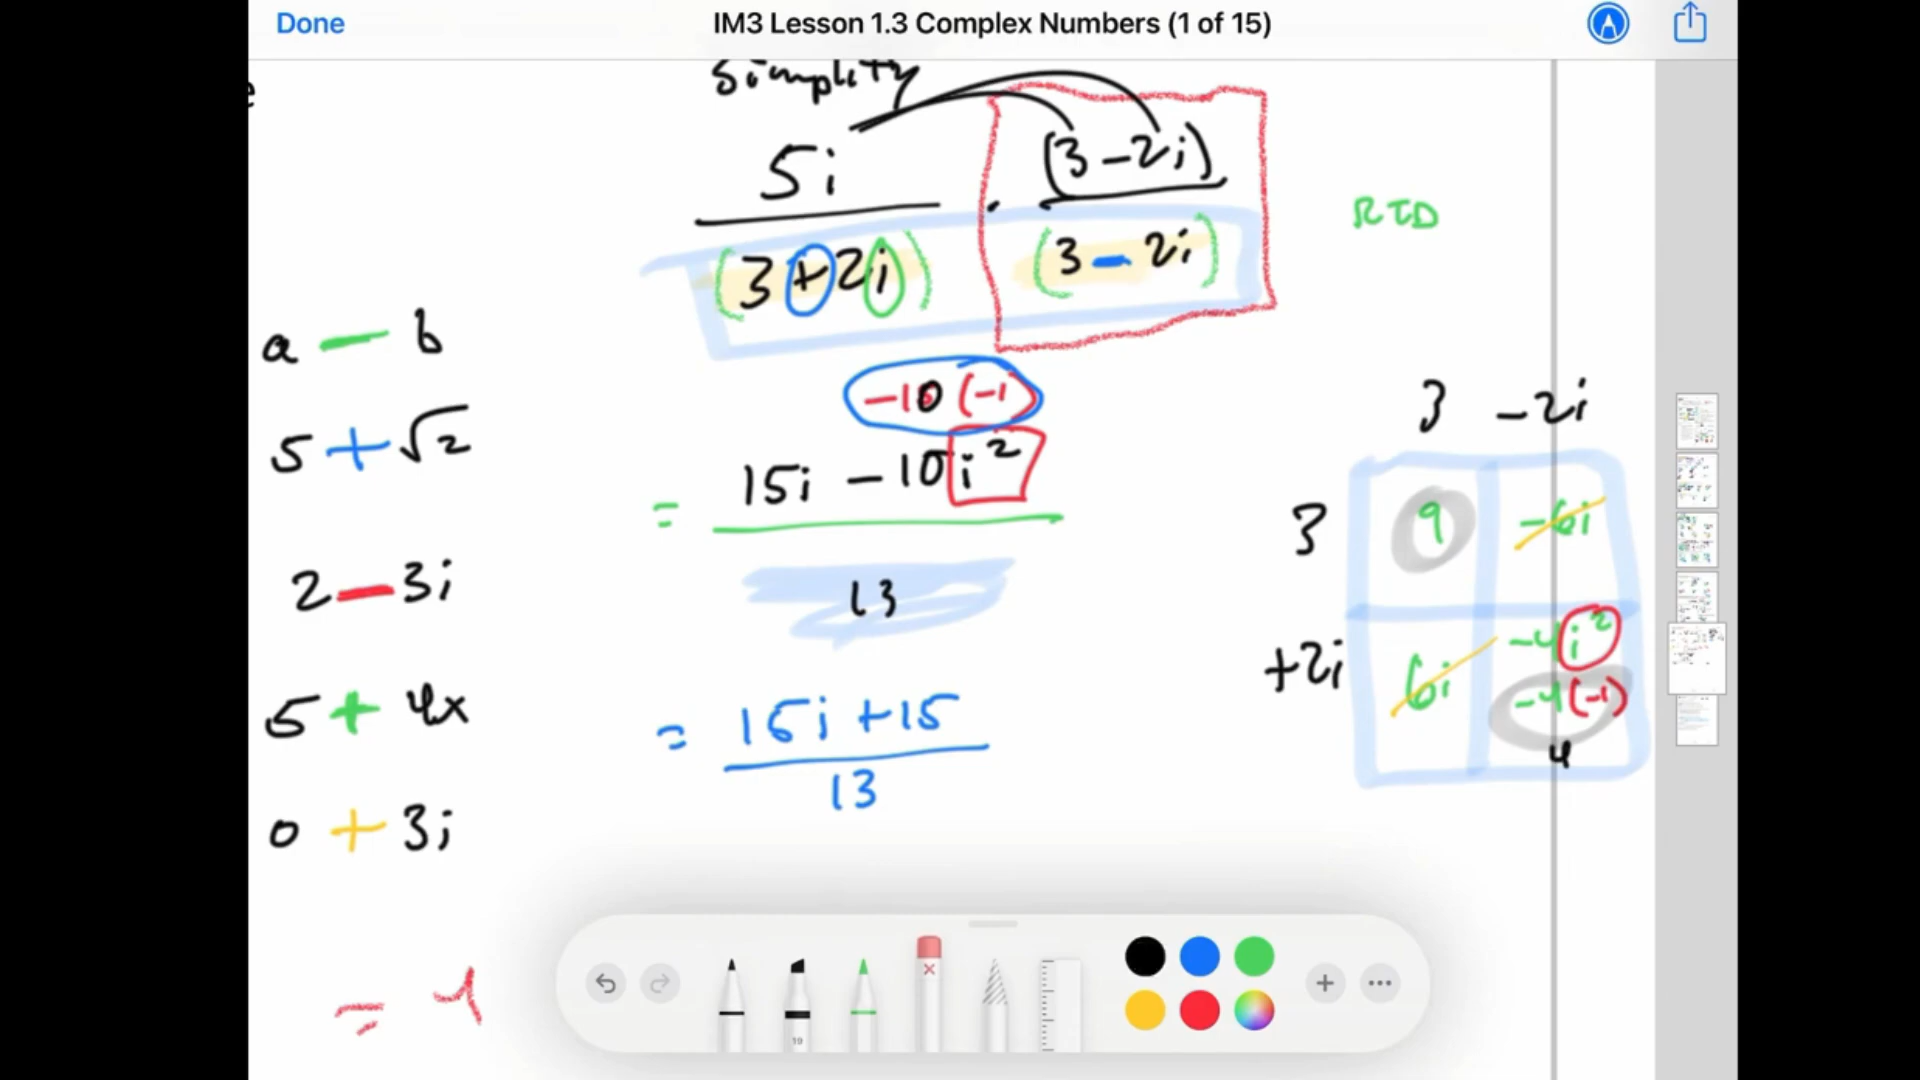 Done
IM3 Lesson 1.3 Complex Numbers (1 of 15)
e
Simplify
5i
(3 - 2i)
(3 + 2i) · (3 - 2i)
RTD
a - b
5 + √2
2 - 3i
5 + 4x
0 + 3i
-10 (-1)
= 15i - 10i²
13
= 15i + 15
13
3 -2i
3 9 -6i
+2i 6i -4i²
-4(-1)
4
=
19